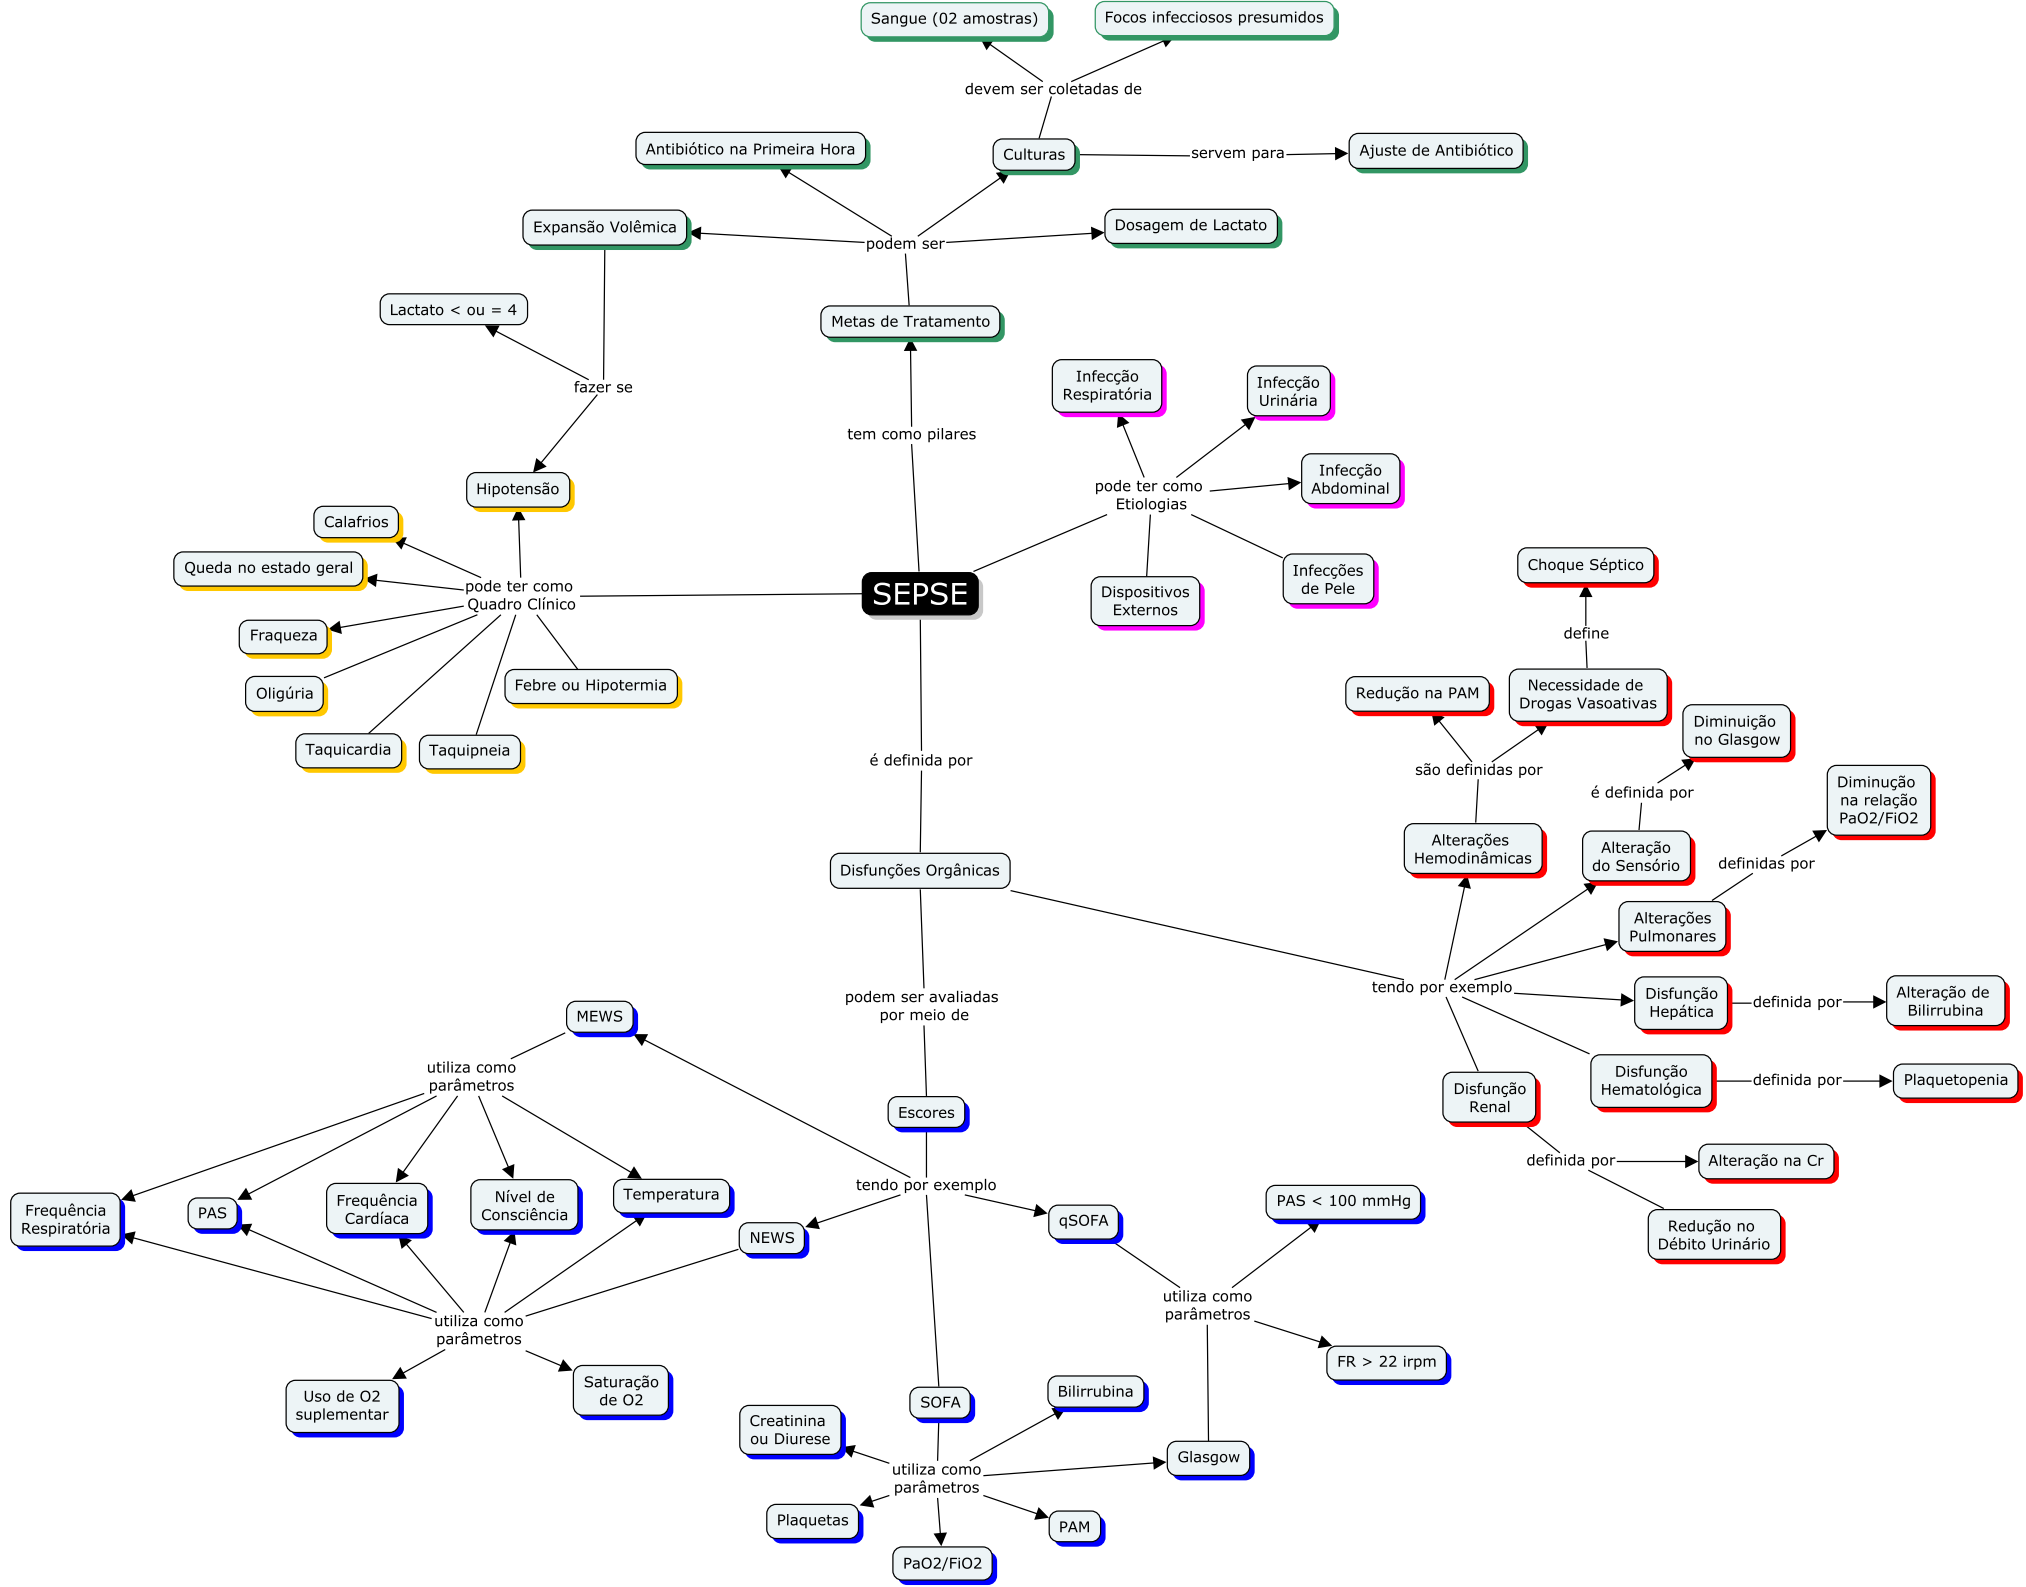 Sangue (02 amostras)
Focos infecciosos presumidos
devem ser coletadas de
Antibiótico na Primeira Hora
Culturas
servem para
Ajuste de Antibiótico
Expansão Volêmica
podem ser
Dosagem de Lactato
Lactato < ou = 4
Metas de Tratamento
fazer se
tem como pilares
Infecção
Respiratória
Infecção
Urinária
Infecção
Abdominal
pode ter como
Etiologias
Infecções
de Pele
Dispositivos
Externos
Hipotensão
Calafrios
Queda no estado geral
pode ter como
Quadro Clínico
SEPSE
Fraqueza
Oligúria
Taquicardia
Taquipneia
Febre ou Hipotermia
é definida por
Disfunções Orgânicas
Choque Séptico
define
Redução na PAM
Necessidade de
Drogas Vasoativas
são definidas por
Diminuição
no Glasgow
é definida por
Diminução
na relação
PaO2/FiO2
Alterações
Hemodinâmicas
Alteração
do Sensório
definidas por
Alterações
Pulmonares
tendo por exemplo
Disfunção
Hepática
definida por
Alteração de
Bilirrubina
Disfunção
Hematológica
definida por
Plaquetopenia
Disfunção
Renal
definida por
Alteração na Cr
Redução no
Débito Urinário
podem ser avaliadas
por meio de
Escores
tendo por exemplo
MEWS
utiliza como
parâmetros
Frequência
Respiratória
PAS
Frequência
Cardíaca
Nível de
Consciência
Temperatura
NEWS
utiliza como
parâmetros
Uso de O2
suplementar
Saturação
de O2
qSOFA
PAS < 100 mmHg
utiliza como
parâmetros
FR > 22 irpm
SOFA
Bilirrubina
Creatinina
ou Diurese
utiliza como
parâmetros
Glasgow
Plaquetas
PAM
PaO2/FiO2